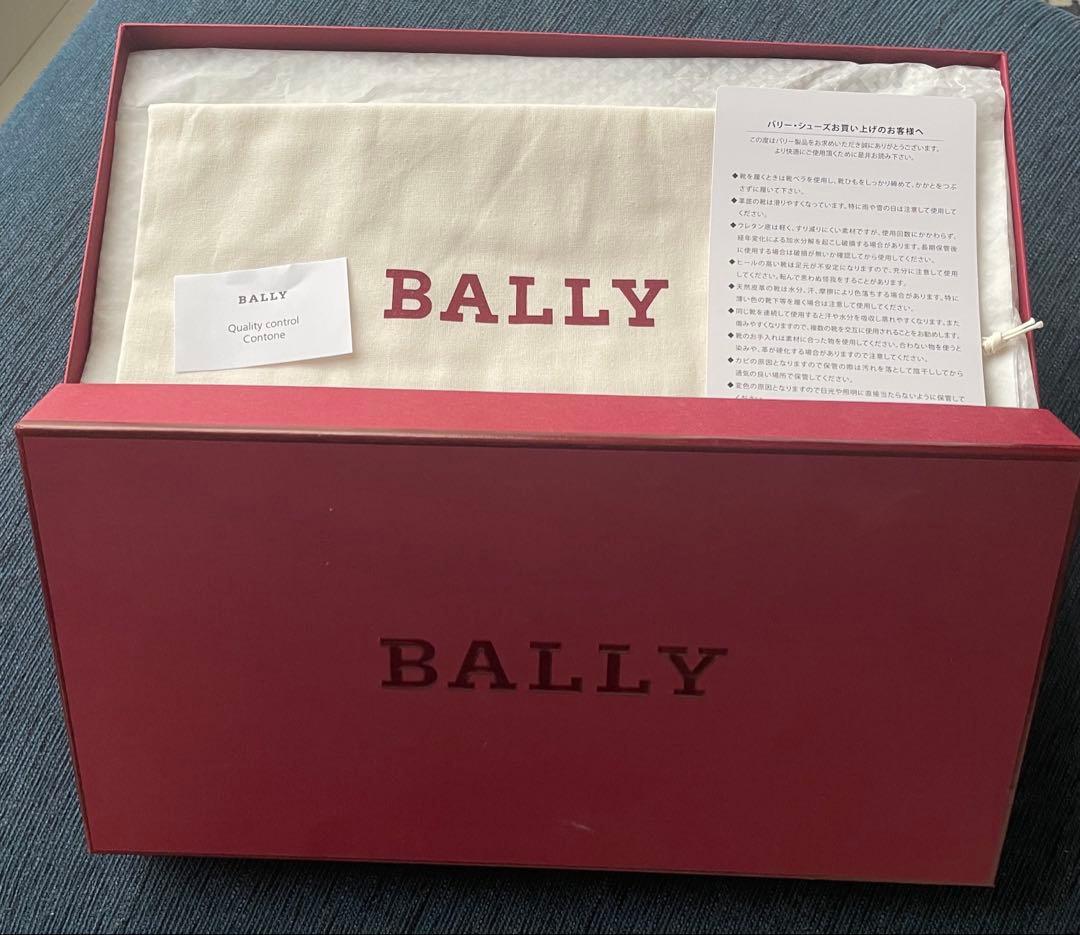 BALLY
BALLY
Quality control
Contone
バリー・シューズお買い上げのお客様へ
この度はバリー製品をお求めいただき誠にありがとうございます。
より快適にご使用頂くために是非お読み下さい。
◆靴を履くときは靴ベラを使用し、靴ひもをしっかり締めて、かかとをつぶ
さずに履いて下さい。
◆革底の靴は滑りやすくなっています。特に雨や雪の日は注意して使用して
ください。
◆ウレタン底は軽く、すり減りにくい素材ですが、使用回数にかかわらず、
経年変化による加水分解を起こし破損する場合があります。長期保管後
に使用する場合は破損が無いか確認してから使用してください。
◆ヒールの高い靴は足元が不安定になりますので、充分に注意して使用
してください。転んで思わぬ怪我をすることがあります。
◆天然皮革の靴は水分、汗、摩擦により色落ちする場合があります。特に
薄い色の靴下等を履く場合は注意して使用してください。
◆同じ靴を連続して使用すると汗や水分を吸収し蒸れやすくなります。また
傷みやすくなりますので、複数の靴を交互に使用されることをお勧めします。
◆靴のお手入れは素材に合った物を使用してください。合わない物を使うと
染みや、革が硬化する場合がありますので注意してください。
◆カビの原因となりますので保管の際は汚れを落として陰干ししてから
通気の良い場所で保管してください。
◆変色の原因となりますので日光や照明に直接当たらないように保管して
ください。
BALLY